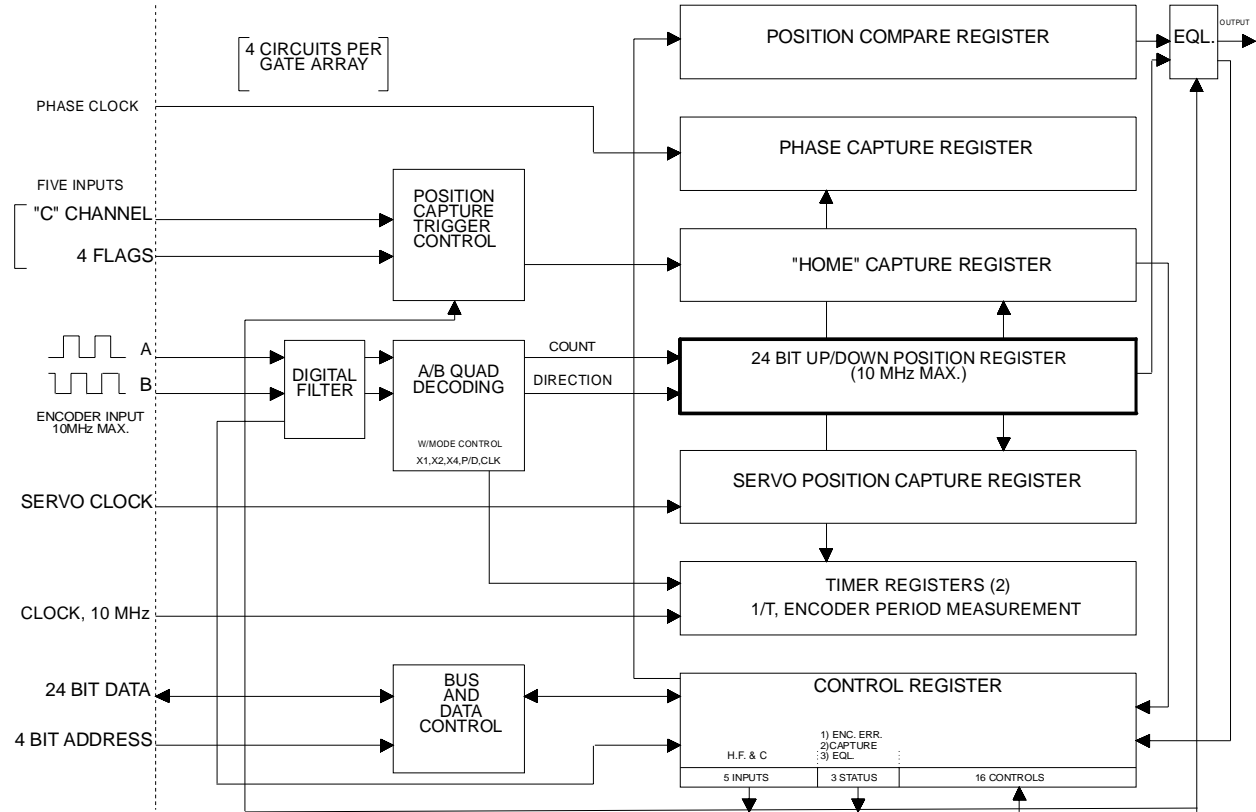 4 CIRCUITS PER
GATE ARRAY
POSITION COMPARE REGISTER
EQL.
OUTPUT
PHASE CLOCK
PHASE CAPTURE REGISTER
FIVE INPUTS
"C" CHANNEL
4 FLAGS
POSITION
CAPTURE
TRIGGER
CONTROL
"HOME" CAPTURE REGISTER
A
B
ENCODER INPUT
10MHz MAX.
DIGITAL
FILTER
A/B QUAD
DECODING
W/MODE CONTROL
X1,X2,X4,P/D,CLK
COUNT
DIRECTION
24 BIT UP/DOWN POSITION REGISTER
(10 MHz MAX.)
SERVO CLOCK
SERVO POSITION CAPTURE REGISTER
CLOCK, 10 MHz
TIMER REGISTERS (2)
1/T, ENCODER PERIOD MEASUREMENT
24 BIT DATA
4 BIT ADDRESS
BUS
AND
DATA
CONTROL
CONTROL REGISTER
H.F. & C
1) ENC. ERR.
2)CAPTURE
3) EQL.
5 INPUTS
3 STATUS
16 CONTROLS